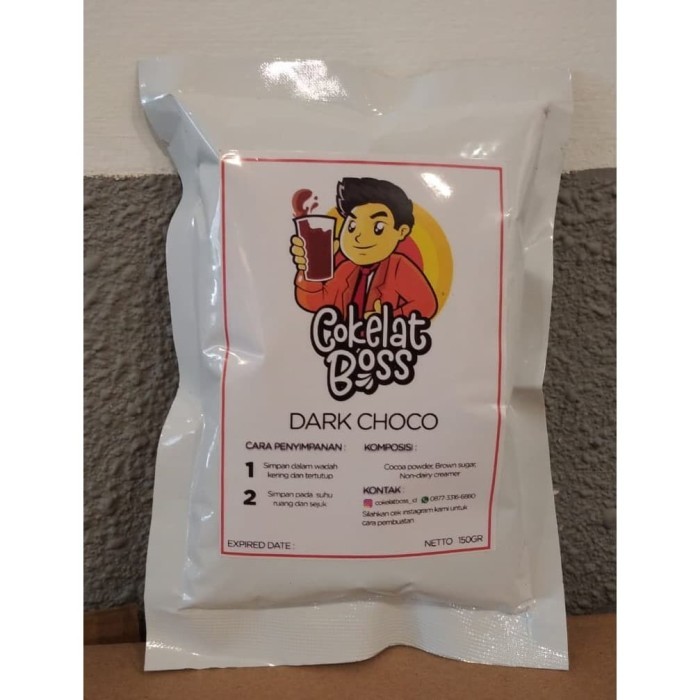 Cokelat
Boss
DARK CHOCO
CARA PENYIMPANAN :
1 Simpan dalam wadah
kering dan tertutup
2 Simpan pada suhu
ruang dan sejuk
KOMPOSISI :
Cocoa powder, Brown sugar,
Non-dairy creamer
KONTAK :
cokelatboss_id
Silahkan cek instagram kami untuk
cara pembuatan
EXPIRED DATE :
NETTO 150GR